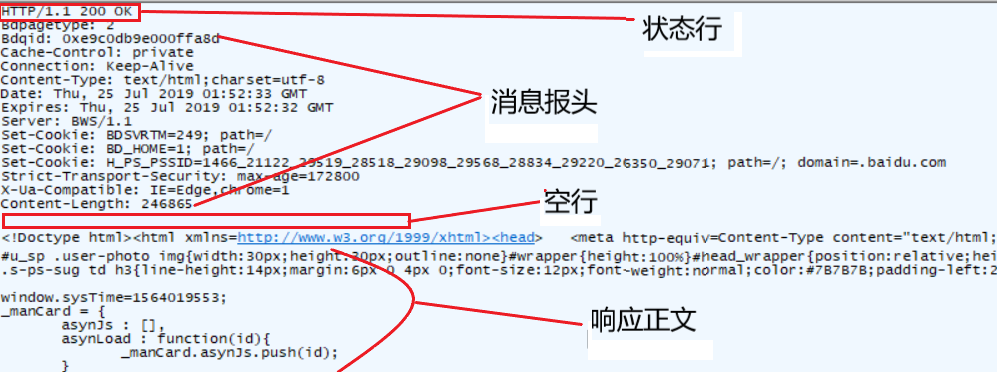 HTTP/1.1 200 OK
状态行
Bdpagetype: 2
Bdqid: 0xe9c0db9e000ffa8d
Cache-Control: private
Connection: Keep-Alive
Content-Type: text/html;charset=utf-8
Date: Thu, 25 Jul 2019 01:52:33 GMT
消息报头
Expires: Thu, 25 Jul 2019 01:52:32 GMT
Server: BWS/1.1
Set-Cookie: BDSVRTM=249; path=/
Set-Cookie: BD_HOME=1; path=/
Set-Cookie: H_PS_PSSID=1466_21122_29519_28518_29098_29568_28834_29220_26350_29071; path=/; domain=.baidu.com
Strict-Transport-Security: max-age=172800
X-Ua-Compatible: IE=Edge,chrome=1
Content-Length: 246865
空行
<!Doctype html><html xmlns=http://www.w3.org/1999/xhtml><head> <meta http-equiv=Content-Type content="text/html;
#u_sp .user-photo img{width:30px;height:30px;outline:none}#wrapper{height:100%}#head_wrapper{position:relative;hei
.s-ps-sug td h3{line-height:14px;margin:6px 0 4px 0;font-size:12px;font-weight:normal;color:#7B7B7B;padding-left:2
window.sysTime=1564019553;
_manCard = {
asynJs : [],
响应正文
asynLoad : function(id){
_manCard.asynJs.push(id);
}